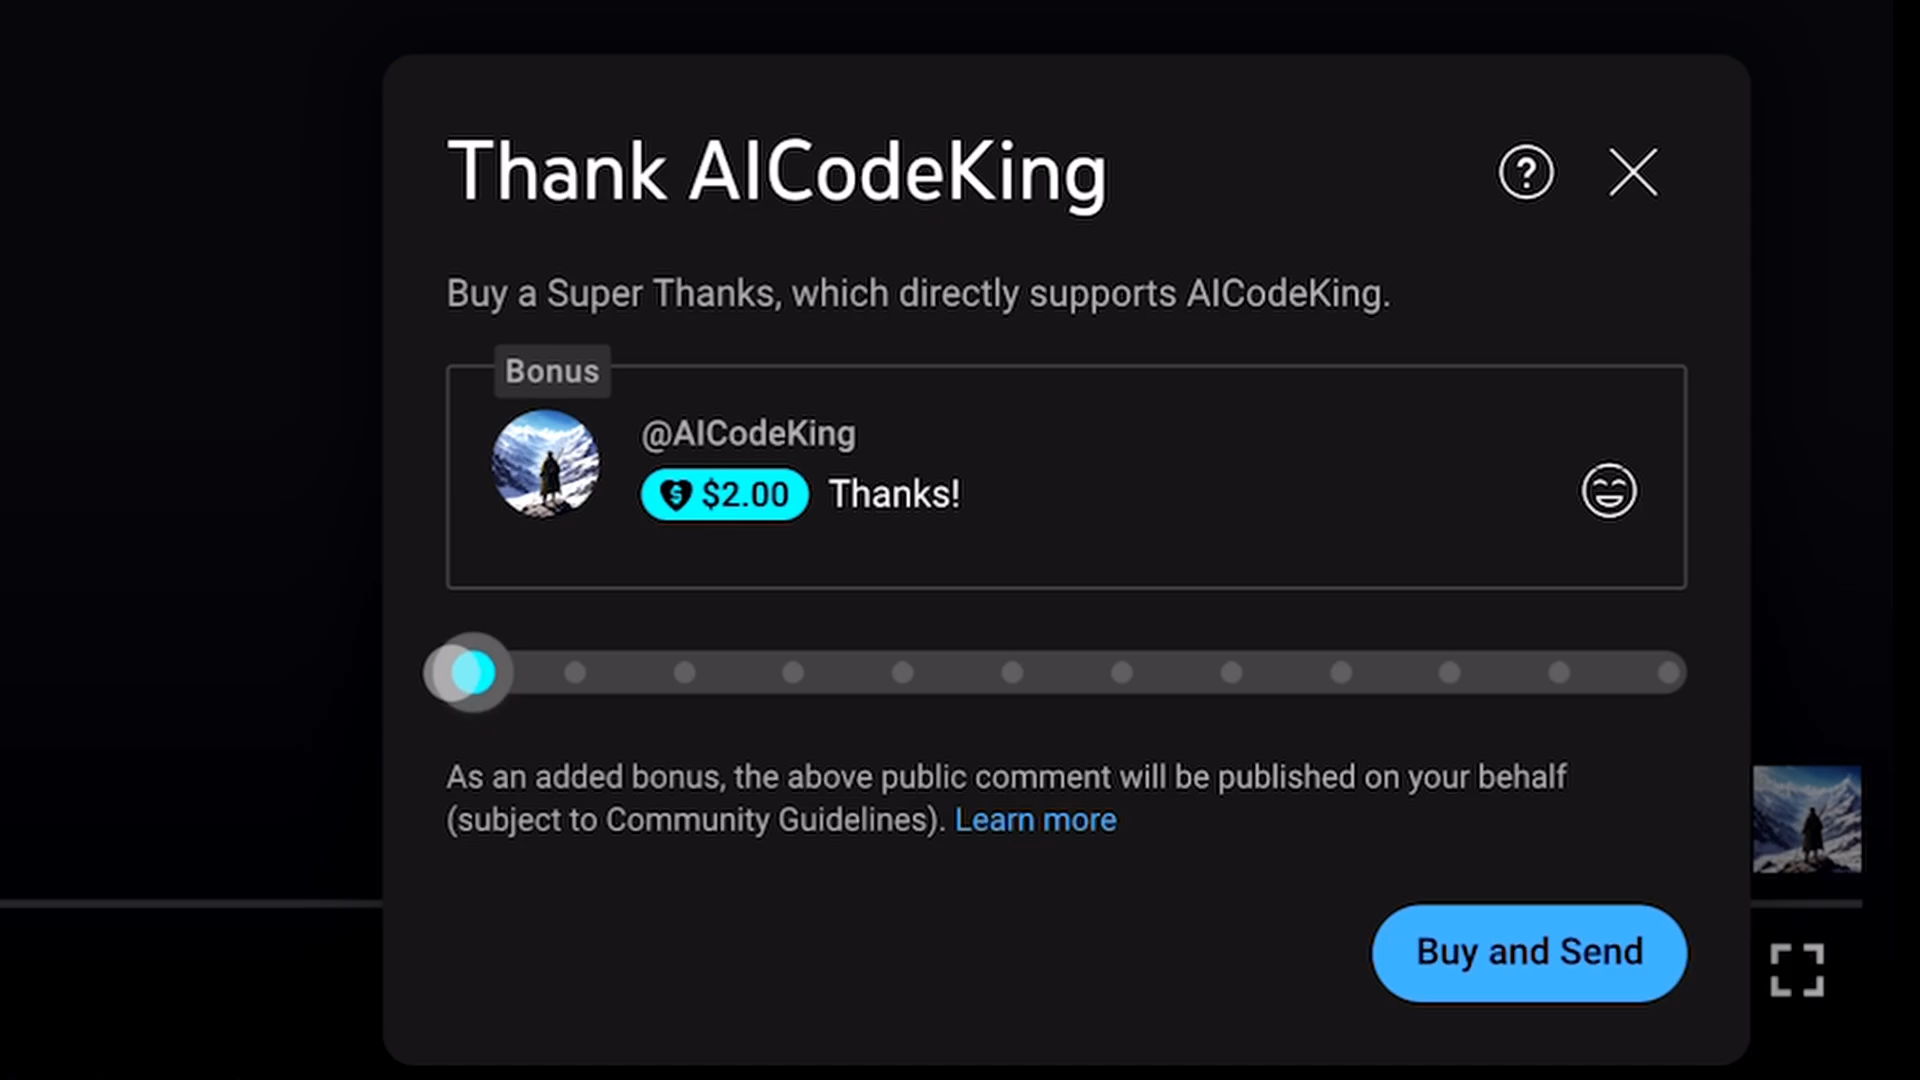 Thank AICodeKing
Buy a Super Thanks, which directly supports AICodeKing.
Bonus
@AICodeKing
$2.00 Thanks!
As an added bonus, the above public comment will be published on your behalf
(subject to Community Guidelines). Learn more
Buy and Send